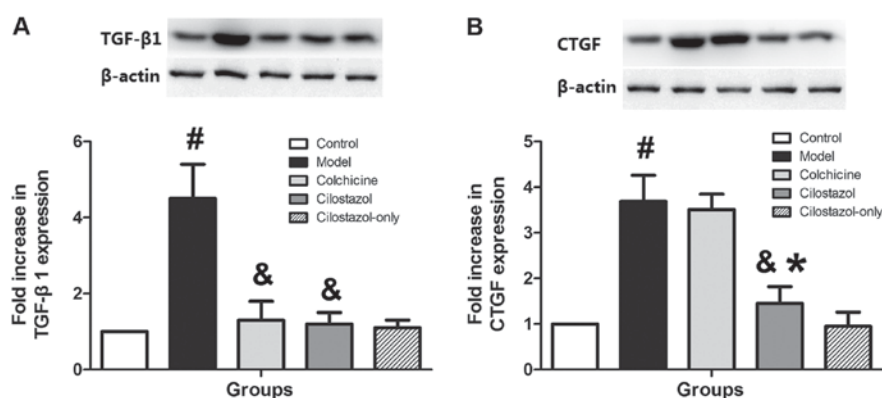 A
TGF-β1
β-actin
Fold increase in
TGF-β 1 expression
6
4
2
0
#
&
&
Control
Model
Colchicine
Cilostazol
Cilostazol-only
Groups
B
CTGF
β-actin
Fold increase in
CTGF expression
5
4
3
2
1
0
#
& *
Control
Model
Colchicine
Cilostazol
Cilostazol-only
Groups